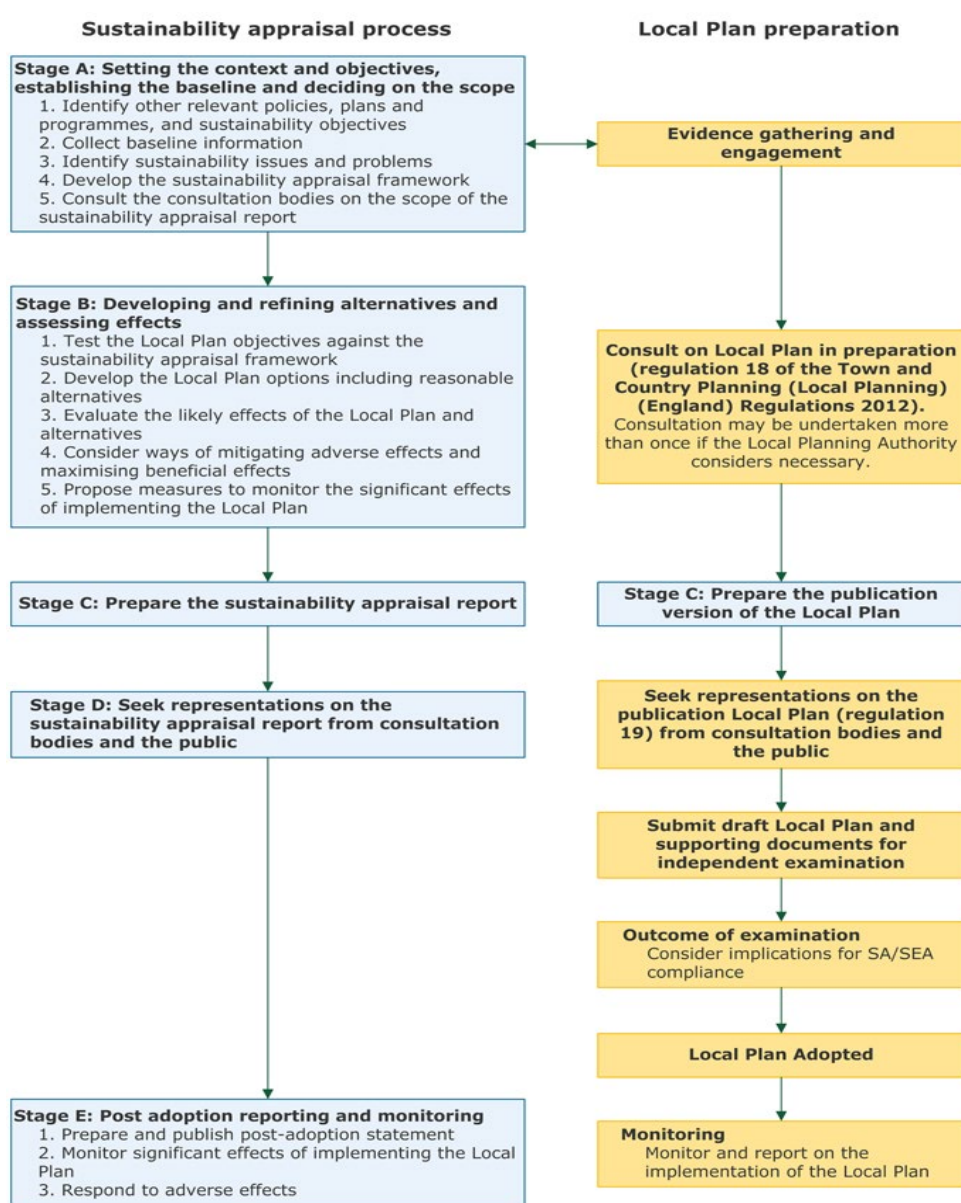 Sustainability appraisal process
Local Plan preparation
Stage A: Setting the context and objectives,
establishing the baseline and deciding on the scope
1. Identify other relevant policies, plans and
programmes, and sustainability objectives
2. Collect baseline information
3. Identify sustainability issues and problems
4. Develop the sustainability appraisal framework
5. Consult the consultation bodies on the scope of the
sustainability appraisal report
Evidence gathering and
engagement
Stage B: Developing and refining alternatives and
assessing effects
1. Test the Local Plan objectives against the
sustainability appraisal framework
2. Develop the Local Plan options including reasonable
alternatives
3. Evaluate the likely effects of the Local Plan and
alternatives
4. Consider ways of mitigating adverse effects and
maximising beneficial effects
5. Propose measures to monitor the significant effects
of implementing the Local Plan
Consult on Local Plan in preparation
(regulation 18 of the Town and
Country Planning (Local Planning)
(England) Regulations 2012).
Consultation may be undertaken more
than once if the Local Planning Authority
considers necessary.
Stage C: Prepare the sustainability appraisal report
Stage C: Prepare the publication
version of the Local Plan
Stage D: Seek representations on the
sustainability appraisal report from consultation
bodies and the public
Seek representations on the
publication Local Plan (regulation
19) from consultation bodies and
the public
Submit draft Local Plan and
supporting documents for
independent examination
Outcome of examination
Consider implications for SA/SEA
compliance
Local Plan Adopted
Stage E: Post adoption reporting and monitoring
1. Prepare and publish post-adoption statement
2. Monitor significant effects of implementing the Local
Plan
3. Respond to adverse effects
Monitoring
Monitor and report on the
implementation of the Local Plan